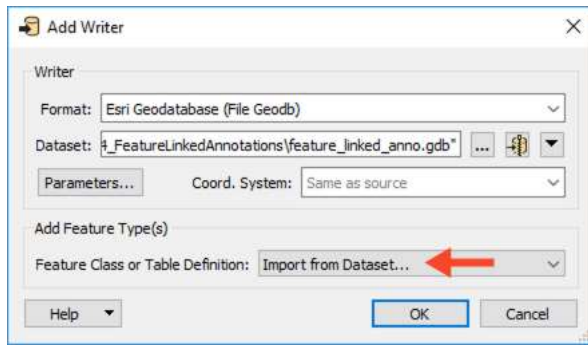 Add Writer
Writer
Format: Esri Geodatabase (File Geodb)
Dataset: 4_FeatureLinkedAnnotations\feature_linked_anno.gdb" ...
Parameters... Coord. System: Same as source
Add Feature Type(s)
Feature Class or Table Definition: Import from Dataset...
Help OK Cancel